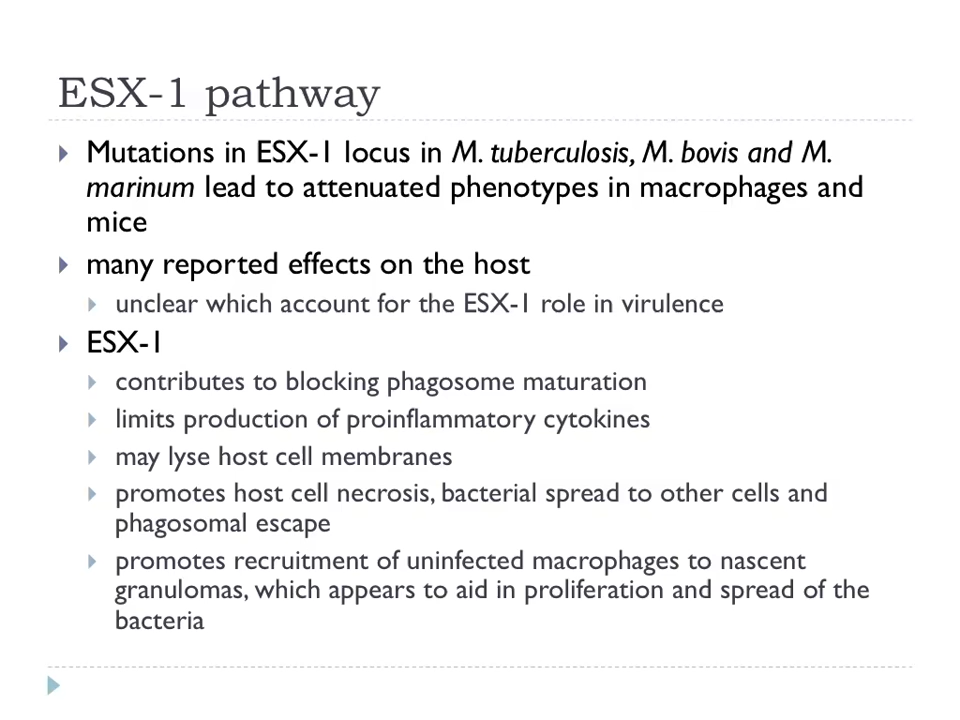 ESX-1 pathway
Mutations in ESX-1 locus in M. tuberculosis, M. bovis and M.
marinum lead to attenuated phenotypes in macrophages and
mice
many reported effects on the host
unclear which account for the ESX-1 role in virulence
ESX-1
contributes to blocking phagosome maturation
limits production of proinflammatory cytokines
may lyse host cell membranes
promotes host cell necrosis, bacterial spread to other cells and
phagosomal escape
promotes recruitment of uninfected macrophages to nascent
granulomas, which appears to aid in proliferation and spread of the
bacteria